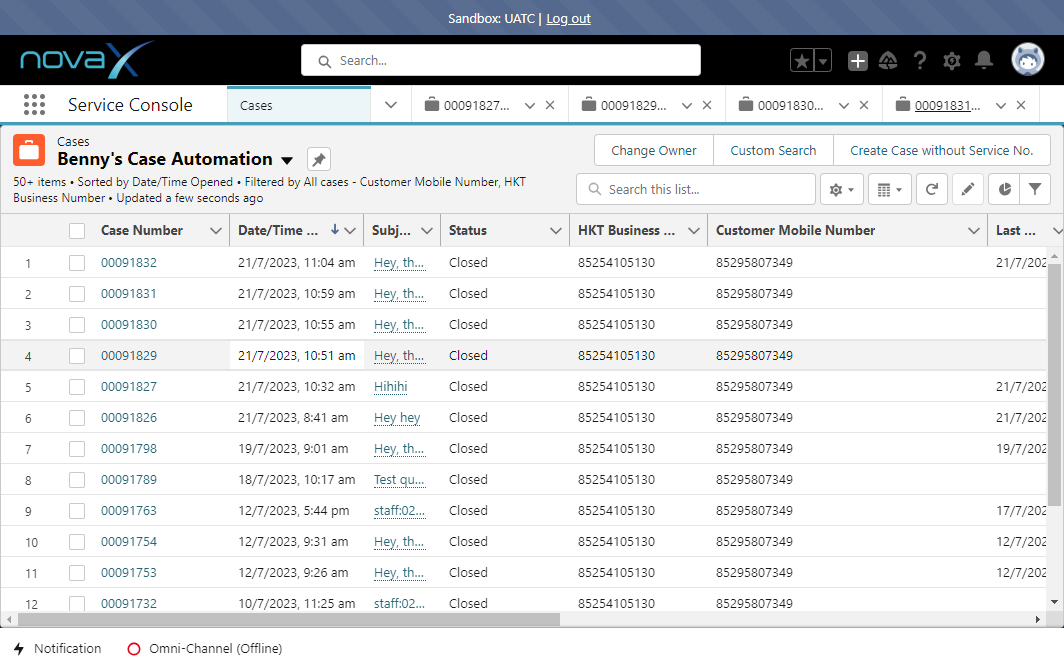 Sandbox: UATC | Log out
novaX
Search...
Service Console
Cases
00091827...
00091829...
00091830...
00091831...
Cases
Benny's Case Automation
Change Owner
Custom Search
Create Case without Service No.
50+ items • Sorted by Date/Time Opened • Filtered by All cases - Customer Mobile Number, HKT
Business Number • Updated a few seconds ago
Search this list...
Case Number Date/Time ... Subj... Status HKT Business ... Customer Mobile Number Last ...
1 00091832 21/7/2023, 11:04 am Hey, th... Closed 85254105130 85295807349 21/7/202
2 00091831 21/7/2023, 10:59 am Hey, th... Closed 85254105130 85295807349
3 00091830 21/7/2023, 10:55 am Hey, th... Closed 85254105130 85295807349
4 00091829 21/7/2023, 10:51 am Hey, th... Closed 85254105130 85295807349
5 00091827 21/7/2023, 10:32 am Hihihi Closed 85254105130 85295807349 21/7/202
6 00091826 21/7/2023, 8:41 am Hey hey Closed 85254105130 85295807349 21/7/202
7 00091798 19/7/2023, 9:01 am Hey, th... Closed 85254105130 85295807349 19/7/202
8 00091789 18/7/2023, 10:17 am Test qu... Closed 85254105130 85295807349
9 00091763 12/7/2023, 5:44 pm staff:02... Closed 85254105130 85295807349 17/7/202
10 00091754 12/7/2023, 9:31 am Hey, th... Closed 85254105130 85295807349 12/7/202
11 00091753 12/7/2023, 9:26 am Hey, th... Closed 85254105130 85295807349 12/7/202
12 00091732 10/7/2023, 11:25 am staff:02... Closed 85254105130 85295807349
Notification
Omni-Channel (Offline)